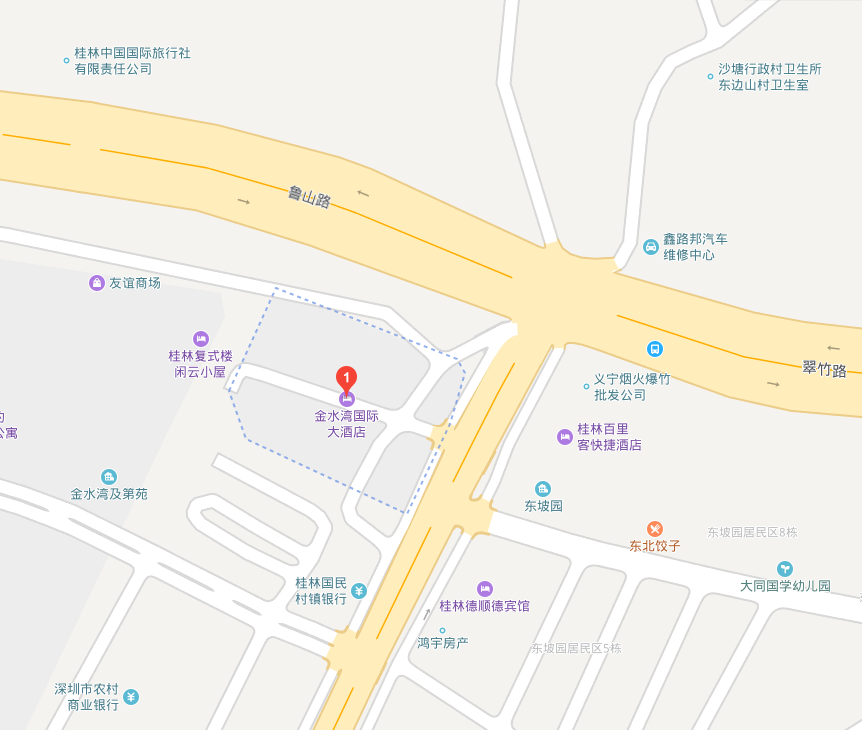 桂林中国国际旅行社
有限责任公司
沙塘行政村卫生所
东边山村卫生室
鲁山路
鑫路邦汽车
维修中心
友谊商场
桂林复式楼
闲云小屋
1
金水湾国际
大酒店
翠竹路
义宁烟火爆竹
批发公司
公寓
桂林百里
客快捷酒店
金水湾及第苑
东坡园
东北饺子
东坡园居民区8栋
大同国学幼儿园
桂林国民
村镇银行
桂林德顺德宾馆
鸿宇房产
东坡园居民区5栋
深圳市农村
商业银行